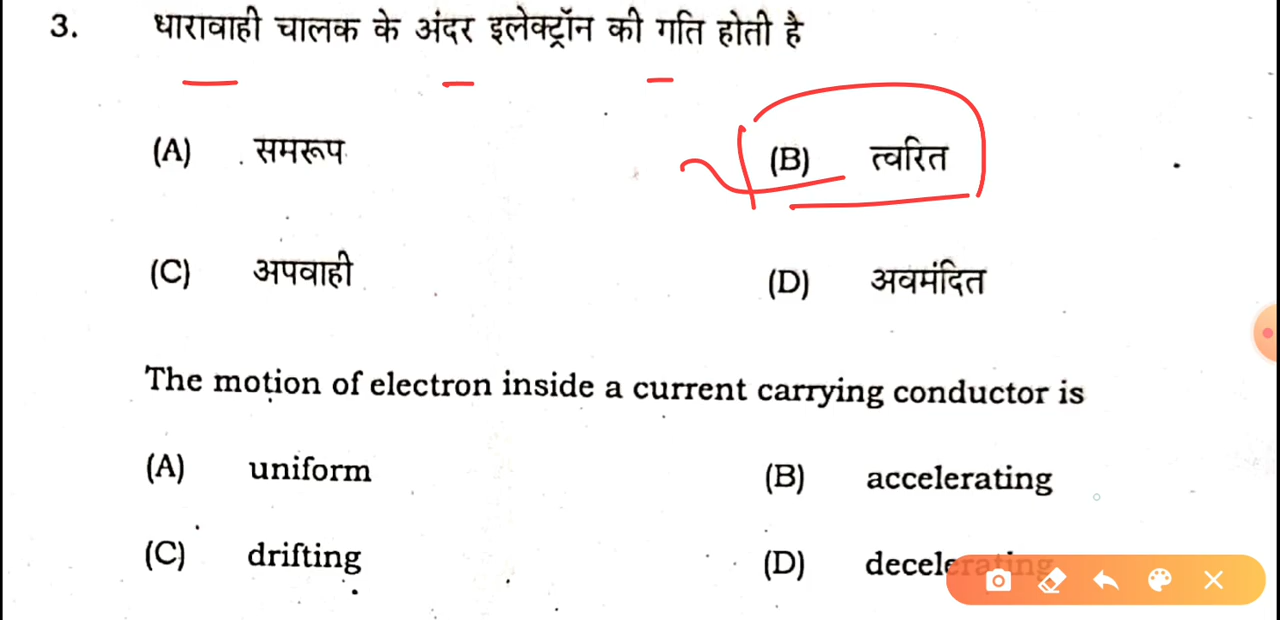 3. धारावाही चालक के अंदर इलेक्ट्रॉन की गति होती है
(A) समरूप (B) त्वरित
(C) अपवाही (D) अवमंदित
The motion of electron inside a current carrying conductor is
(A) uniform (B) accelerating
(C) drifting (D) decelerating